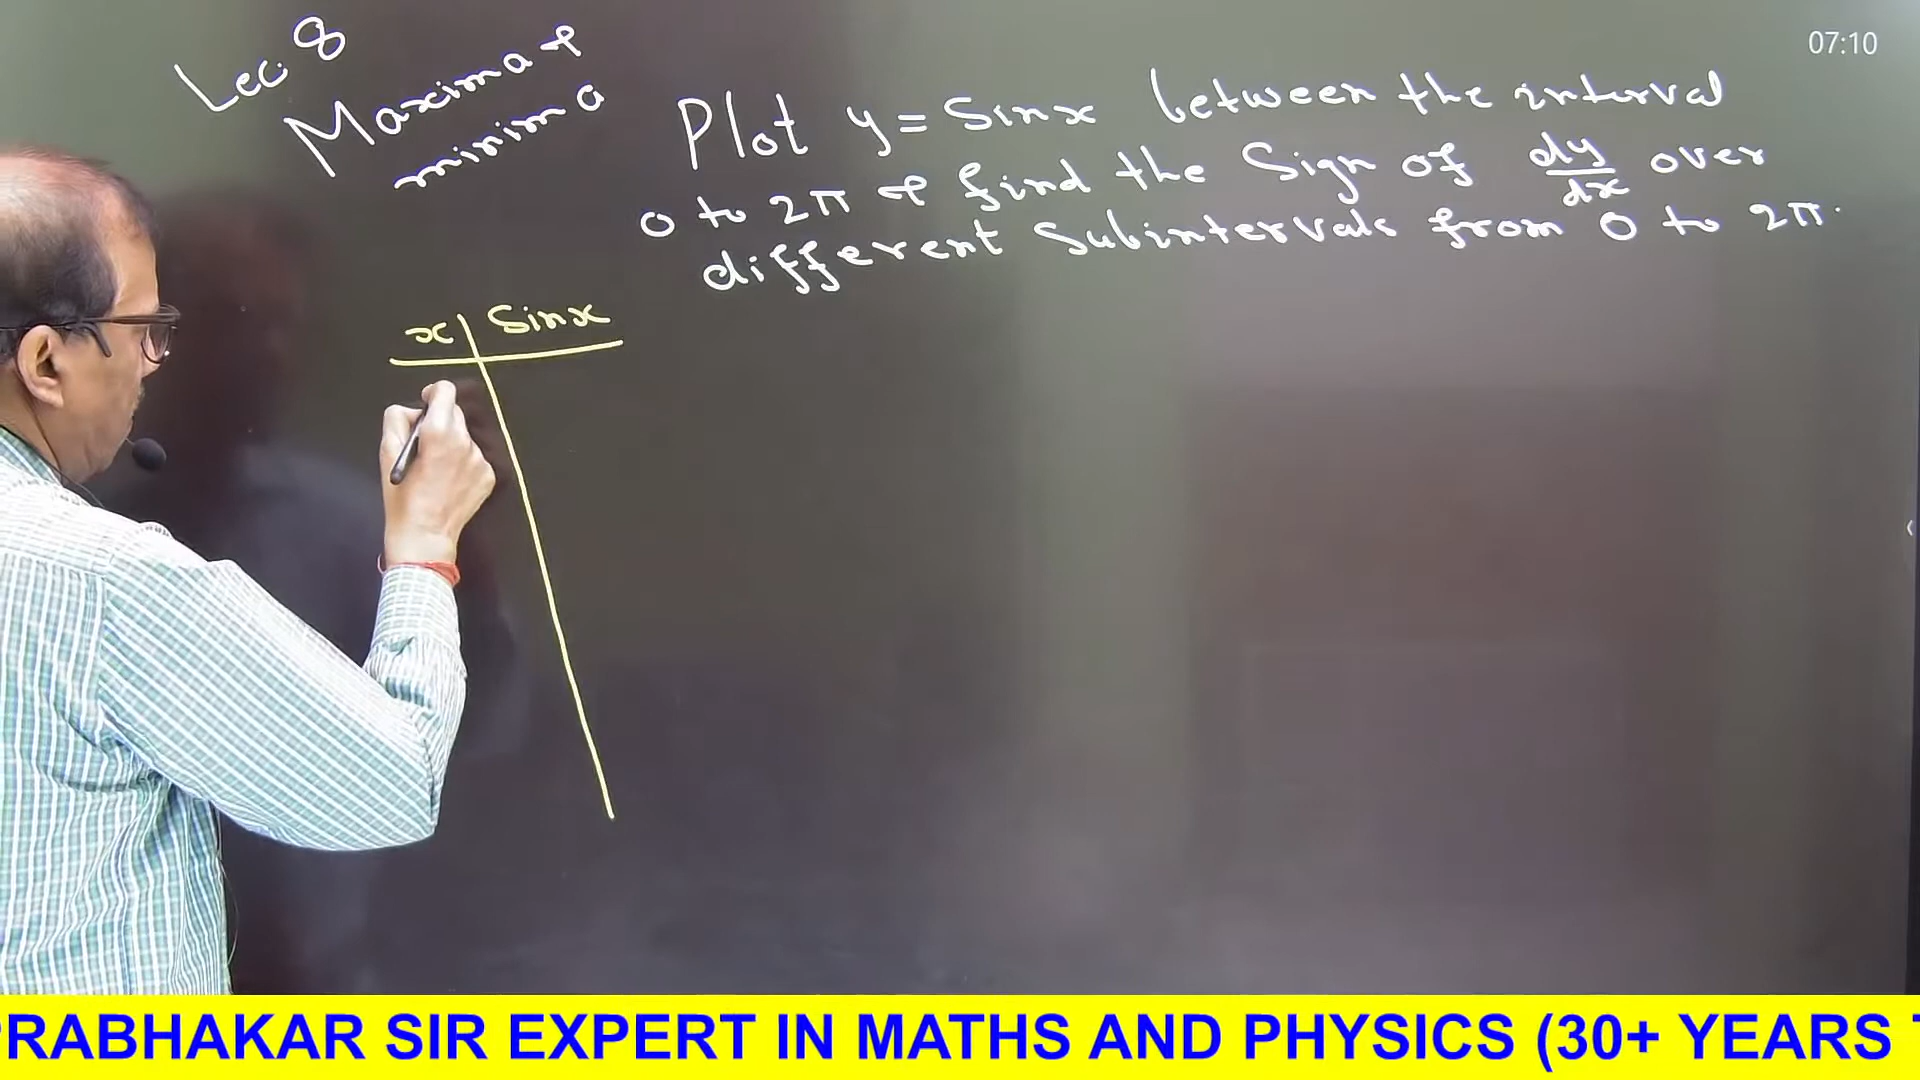 07:10
Lec. 8
Maxima &
minima
Plot y = Sinx between the interval
0 to 2π & find the Sign of dy/dx over
different Subintervals from 0 to 2π.
x | Sinx
PRABHAKAR SIR EXPERT IN MATHS AND PHYSICS (30+ YEARS